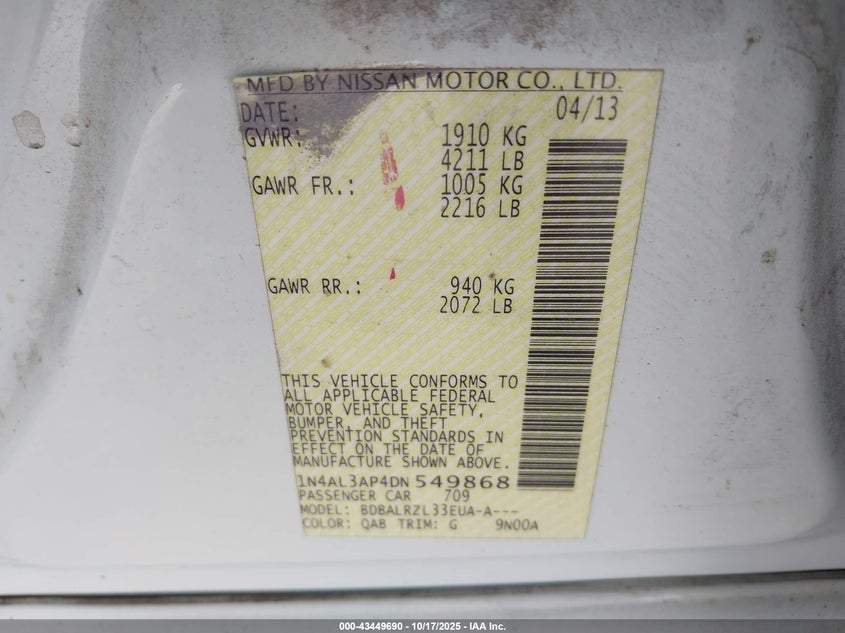 MFD BY NISSAN MOTOR CO., LTD.
DATE: 04/13
GVWR: 1910 KG
4211 LB
GAWR FR.: 1005 KG
2216 LB
GAWR RR.: 940 KG
2072 LB
THIS VEHICLE CONFORMS TO
ALL APPLICABLE FEDERAL
MOTOR VEHICLE SAFETY,
BUMPER, AND THEFT
PREVENTION STANDARDS IN
EFFECT ON THE DATE OF
MANUFACTURE SHOWN ABOVE.
1N4AL3AP4DN549868
PASSENGER CAR 709
MODEL: BDBALRZL33EUA-A---
COLOR: QAB TRIM: G 9N00A
000-43449690 - 10/17/2025 - IAA Inc.